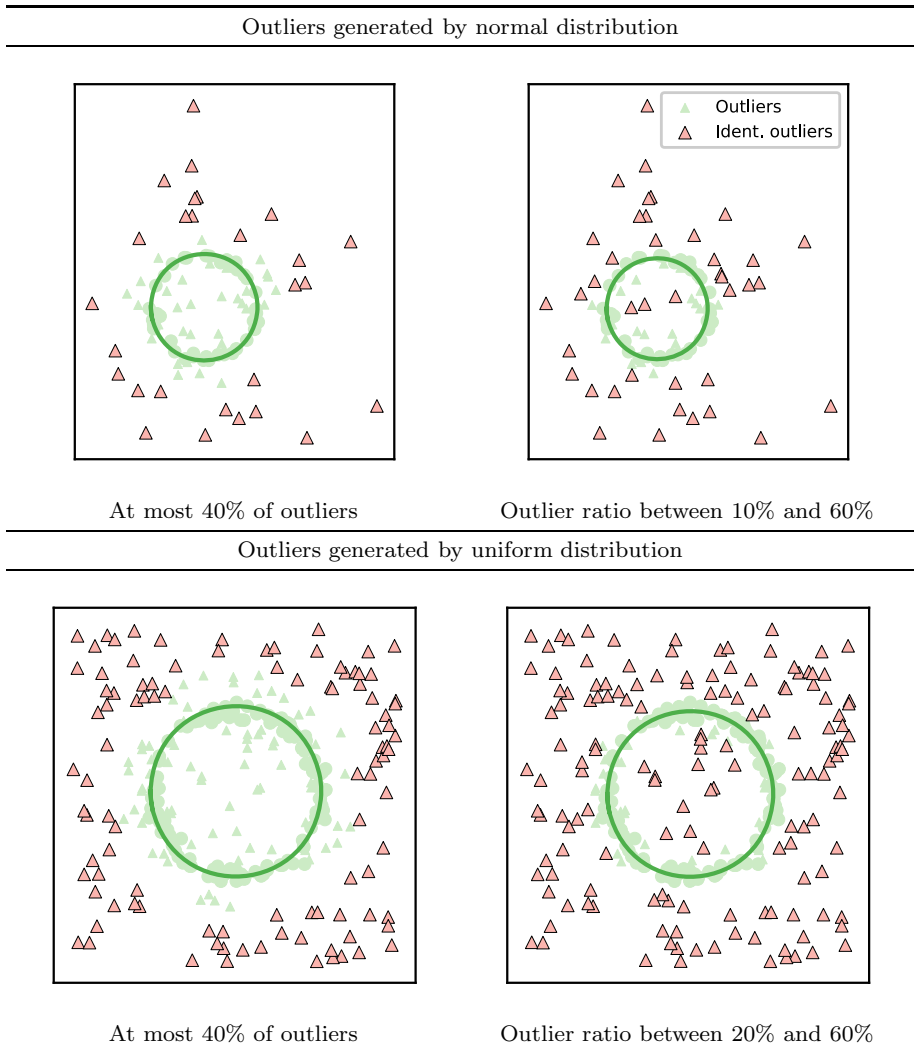 Outliers generated by normal distribution
Outliers
Ident. outliers
At most 40% of outliers
Outlier ratio between 10% and 60%
Outliers generated by uniform distribution
At most 40% of outliers
Outlier ratio between 20% and 60%